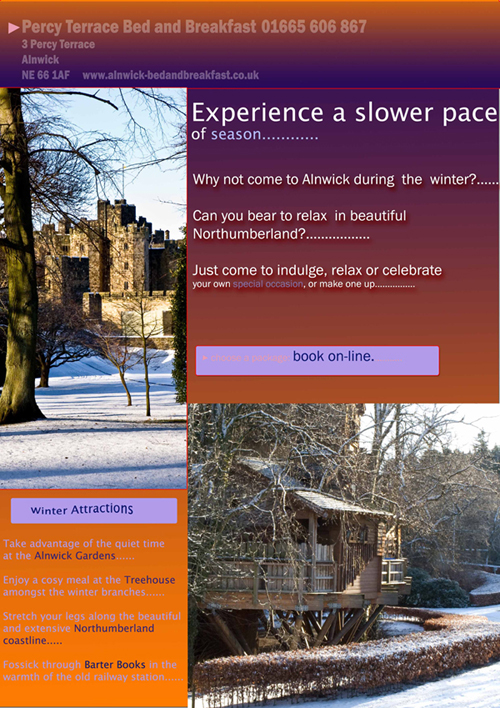 Percy Terrace Bed and Breakfast 01665 606 867
3 Percy Terrace
Alnwick
NE 66 1AF www.alnwick-bedandbreakfast.co.uk
Experience a slower pace
of season............
Why not come to Alnwick during the winter?......
Can you bear to relax in beautiful
Northumberland?.................
Just come to indulge, relax or celebrate
your own special occasion, or make one up................
book on-line.
Winter Attractions
Take advantage of the quiet time
at the Alnwick Gardens.....
Enjoy a cosy meal at the Treehouse
amongst the winter branches......
Stretch your legs along the beautiful
and extensive Northumberland
coastline.....
Fossick through Barter Books in the
warmth of the old railway station......